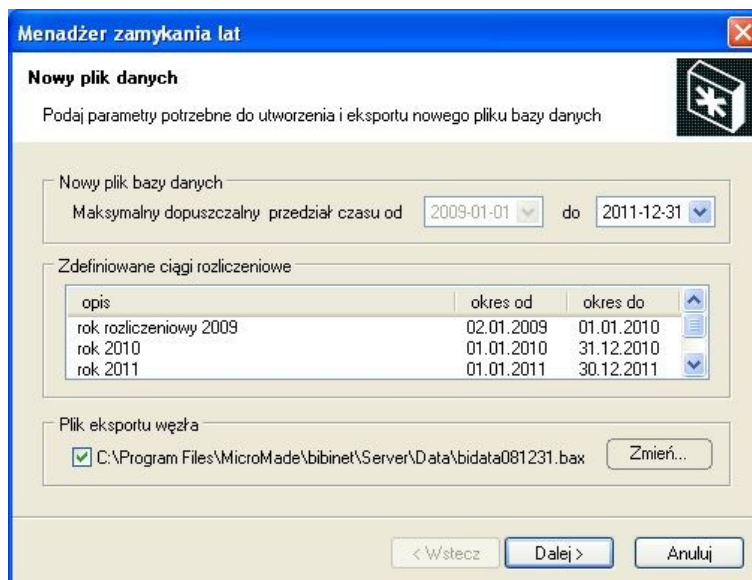 Menadżer zamykania lat
Nowy plik danych
Podaj parametry potrzebne do utworzenia i eksportu nowego pliku bazy danych
Nowy plik bazy danych
Maksymalny dopuszczalny przedział czasu od 2009-01-01 do 2011-12-31
Zdefiniowane ciągi rozliczeniowe
opis okres od okres do
rok rozliczeniowy 2009 02.01.2009 01.01.2010
rok 2010 01.01.2010 31.12.2010
rok 2011 01.01.2011 30.12.2011
Plik eksportu węzła
C:\Program Files\MicroMade\bibinet\Server\Data\bidata081231.bax Zmień...
< Wstecz Dalej > Anuluj